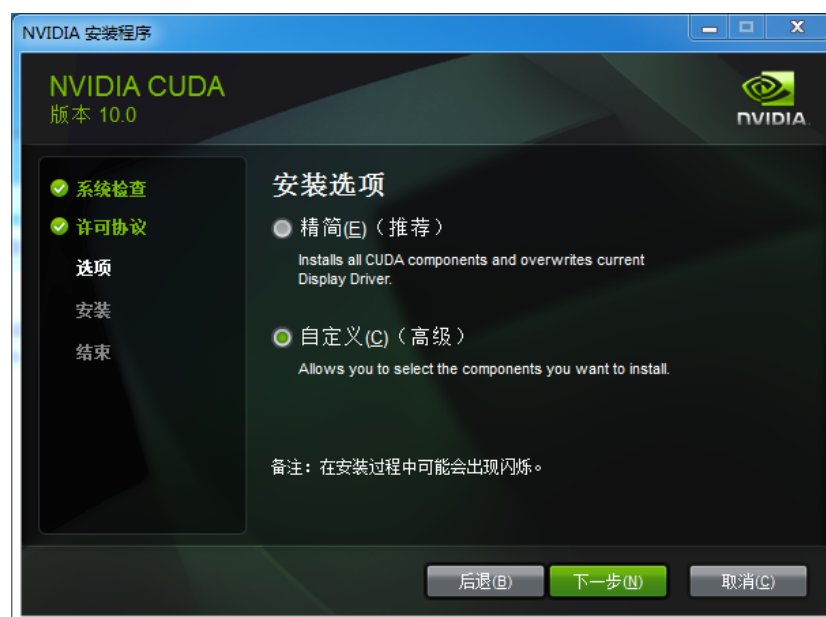 NVIDIA 安装程序
NVIDIA CUDA
版本 10.0
NVIDIA.
系统检查
许可协议
选项
安装
结束
安装选项
精简(E)（推荐）
Installs all CUDA components and overwrites current
Display Driver.
自定义(C)（高级）
Allows you to select the components you want to install.
备注：在安装过程中可能会出现闪烁。
后退(B)
下一步(N)
取消(C)